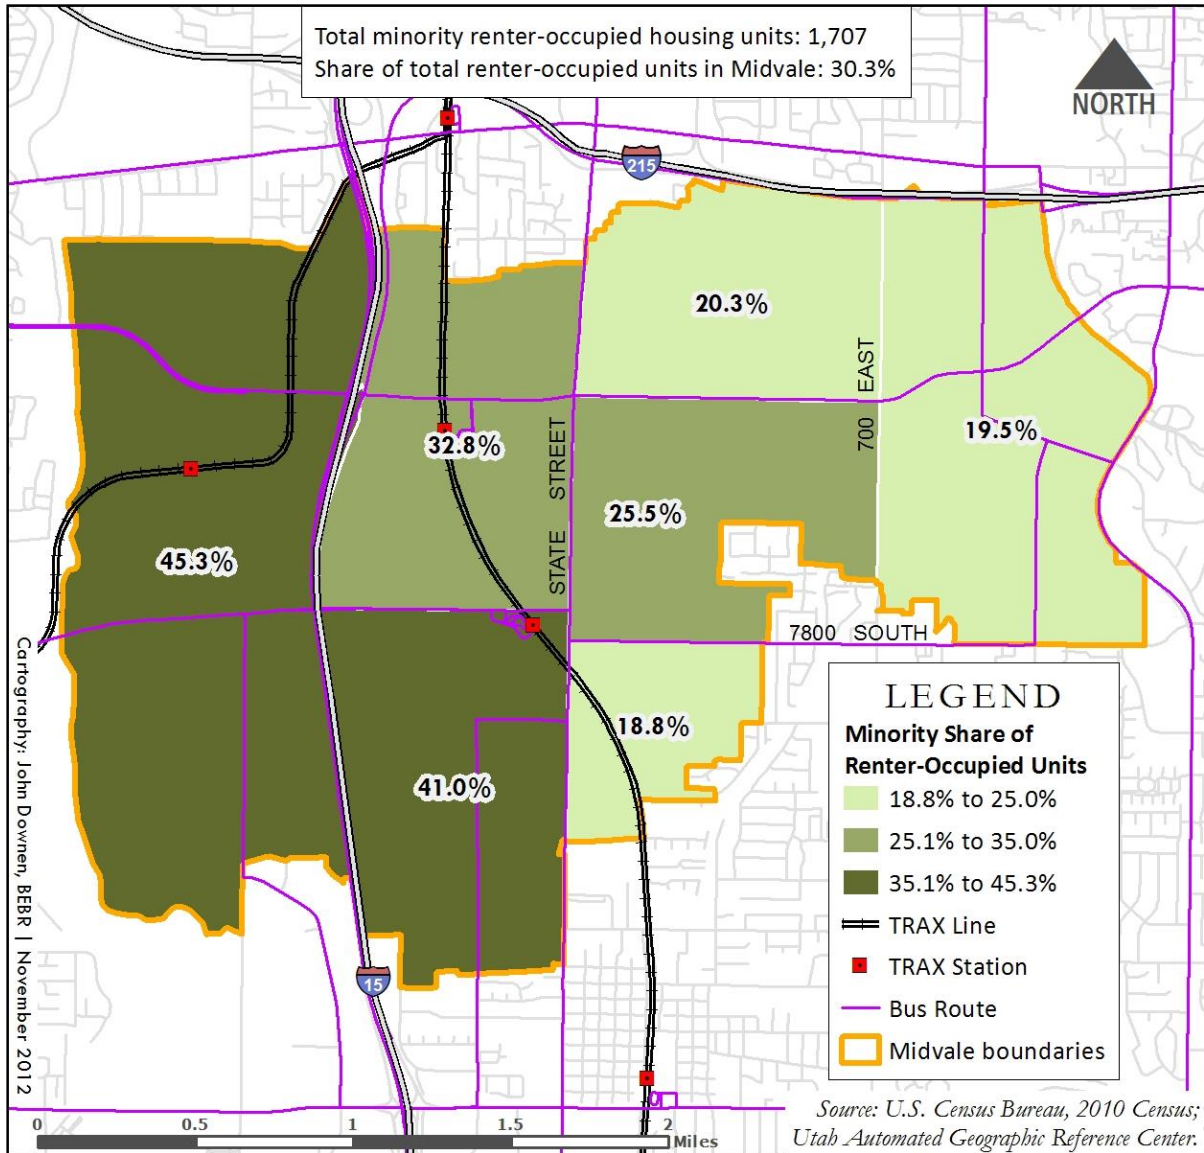 Total minority renter-occupied housing units: 1,707
Share of total renter-occupied units in Midvale: 30.3%
NORTH
215
20.3%
700 EAST
19.5%
32.8%
STATE STREET
25.5%
45.3%
7800 SOUTH
18.8%
41.0%
15
LEGEND
Minority Share of
Renter-Occupied Units
18.8% to 25.0%
25.1% to 35.0%
35.1% to 45.3%
TRAX Line
TRAX Station
Bus Route
Midvale boundaries
Cartography: John Downen, BEBR | November 2012
Source: U.S. Census Bureau, 2010 Census;
Utah Automated Geographic Reference Center.
0 0.5 1 1.5 2 Miles